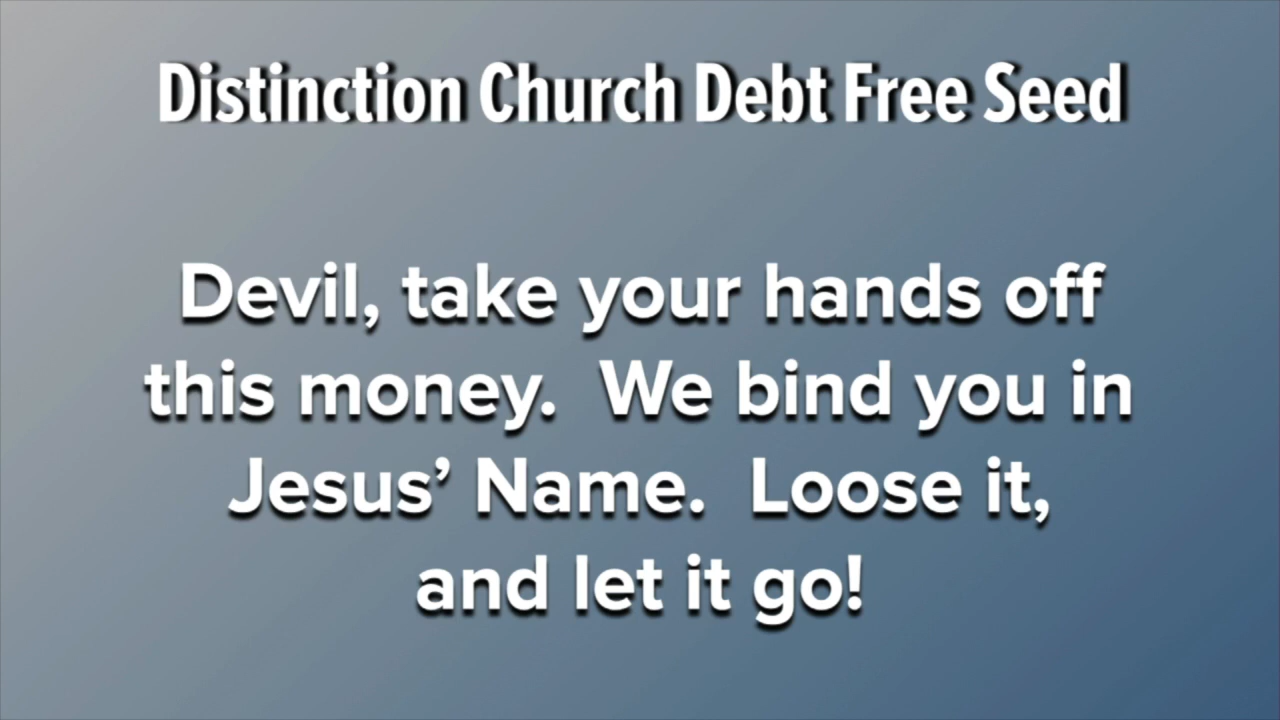 Distinction Church Debt Free Seed
Devil, take your hands off
this money.  We bind you in
Jesus’ Name.  Loose it,
and let it go!